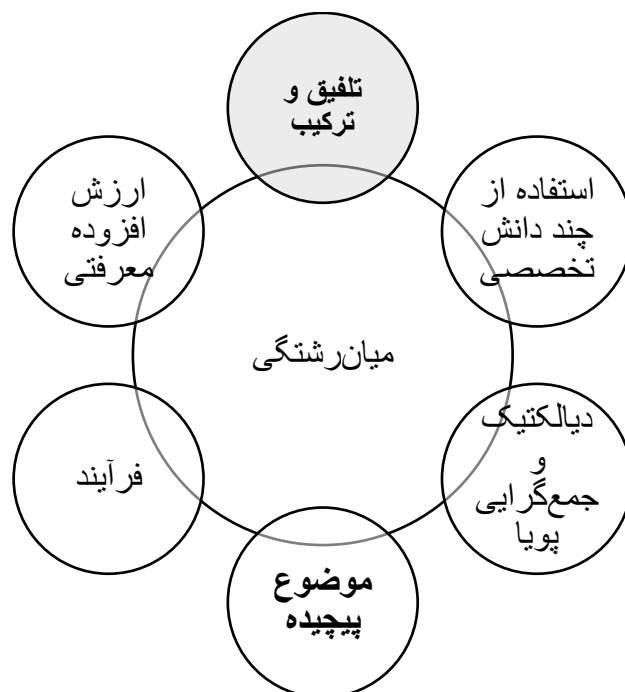 تلفیق و
ترکیب
استفاده از
چند دانش
تخصصی
دیالکتیک
و
جمع‌گرایی
پویا
موضوع
پیچیده
فرآیند
ارزش
افزوده
معرفتی
میان‌رشتگی